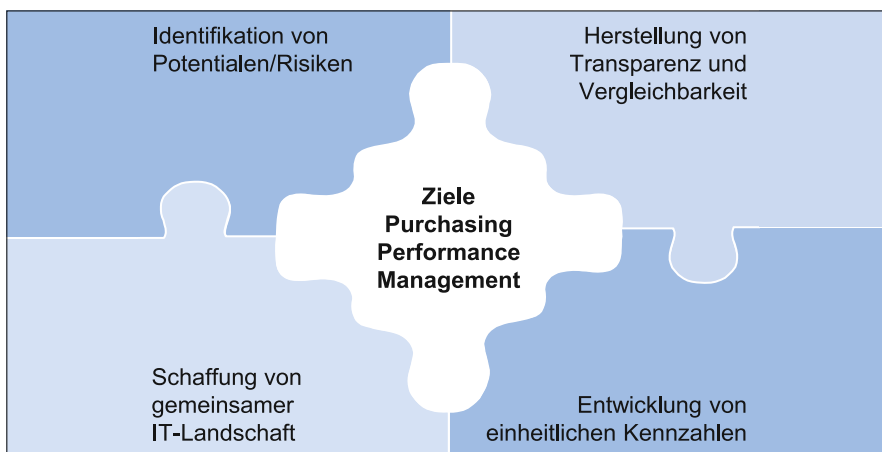 Identifikation von
Potentialen/Risiken
Herstellung von
Transparenz und
Vergleichbarkeit
Ziele
Purchasing
Performance
Management
Schaffung von
gemeinsamer
IT-Landschaft
Entwicklung von
einheitlichen Kennzahlen